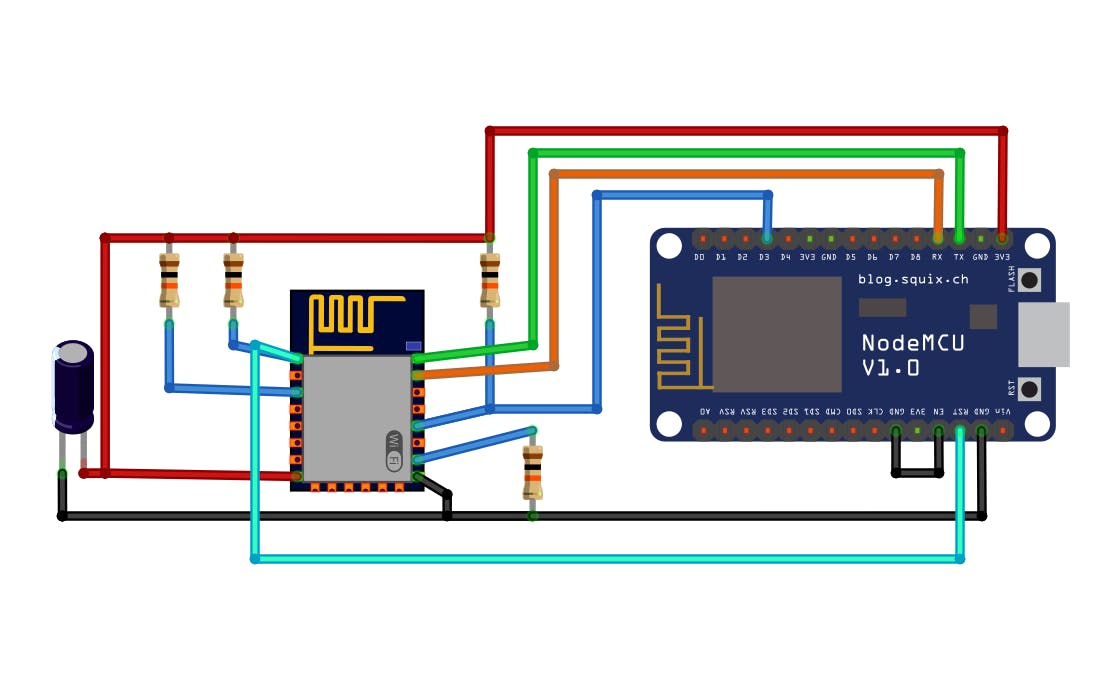 D0 D1 D2 D3 D4 3V3 GND D5 D6 D7 D8 RX TX GND 3V3
blog.squix.ch
FLASH
NodeMCU
V1.0
WiFi
RST
A0 RSV RSV SD3 SD2 SD1 CMD SD0 CLK GND 3V3 EN RST GND Vin